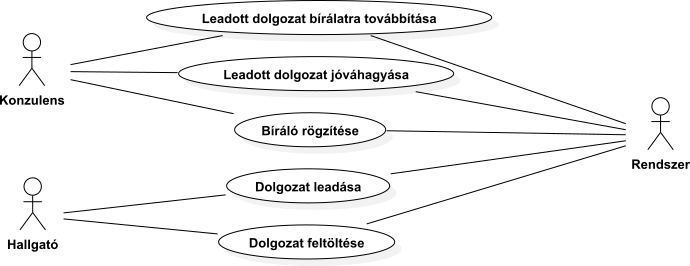 Leadott dolgozat bírálatra továbbítása
Leadott dolgozat jóváhagyása
Konzulens
Bíráló rögzítése
Rendszer
Dolgozat leadása
Hallgató
Dolgozat feltöltése